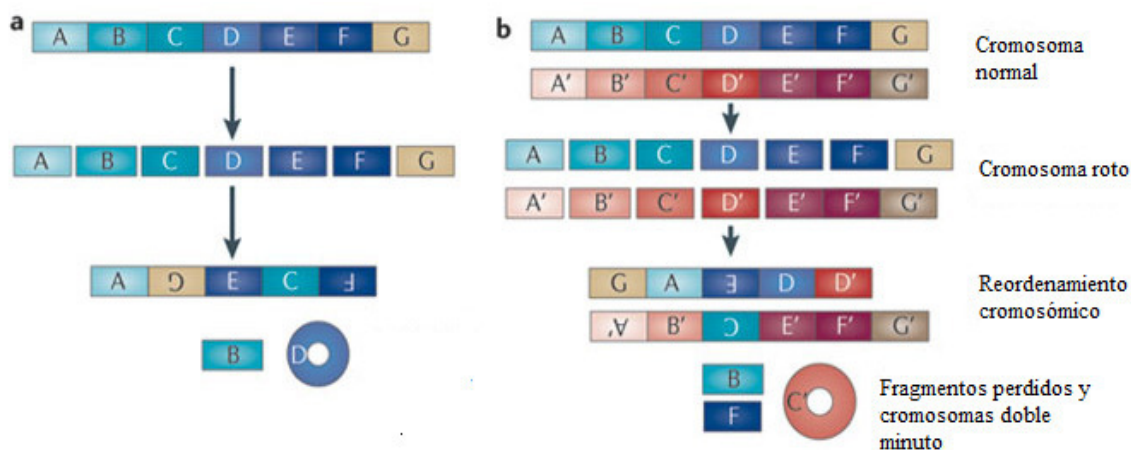 a
A B C D E F G
A B C D E F G
A G E C F
B D
b
A B C D E F G
A' B' C' D' E' F' G'
Cromosoma
normal
A B C D E F G
A' B' C' D' E' F' G'
Cromosoma roto
G A E D D'
A' B' C E' F' G'
Reordenamiento
cromosómico
B
F
C'
Fragmentos perdidos y
cromosomas doble
minuto